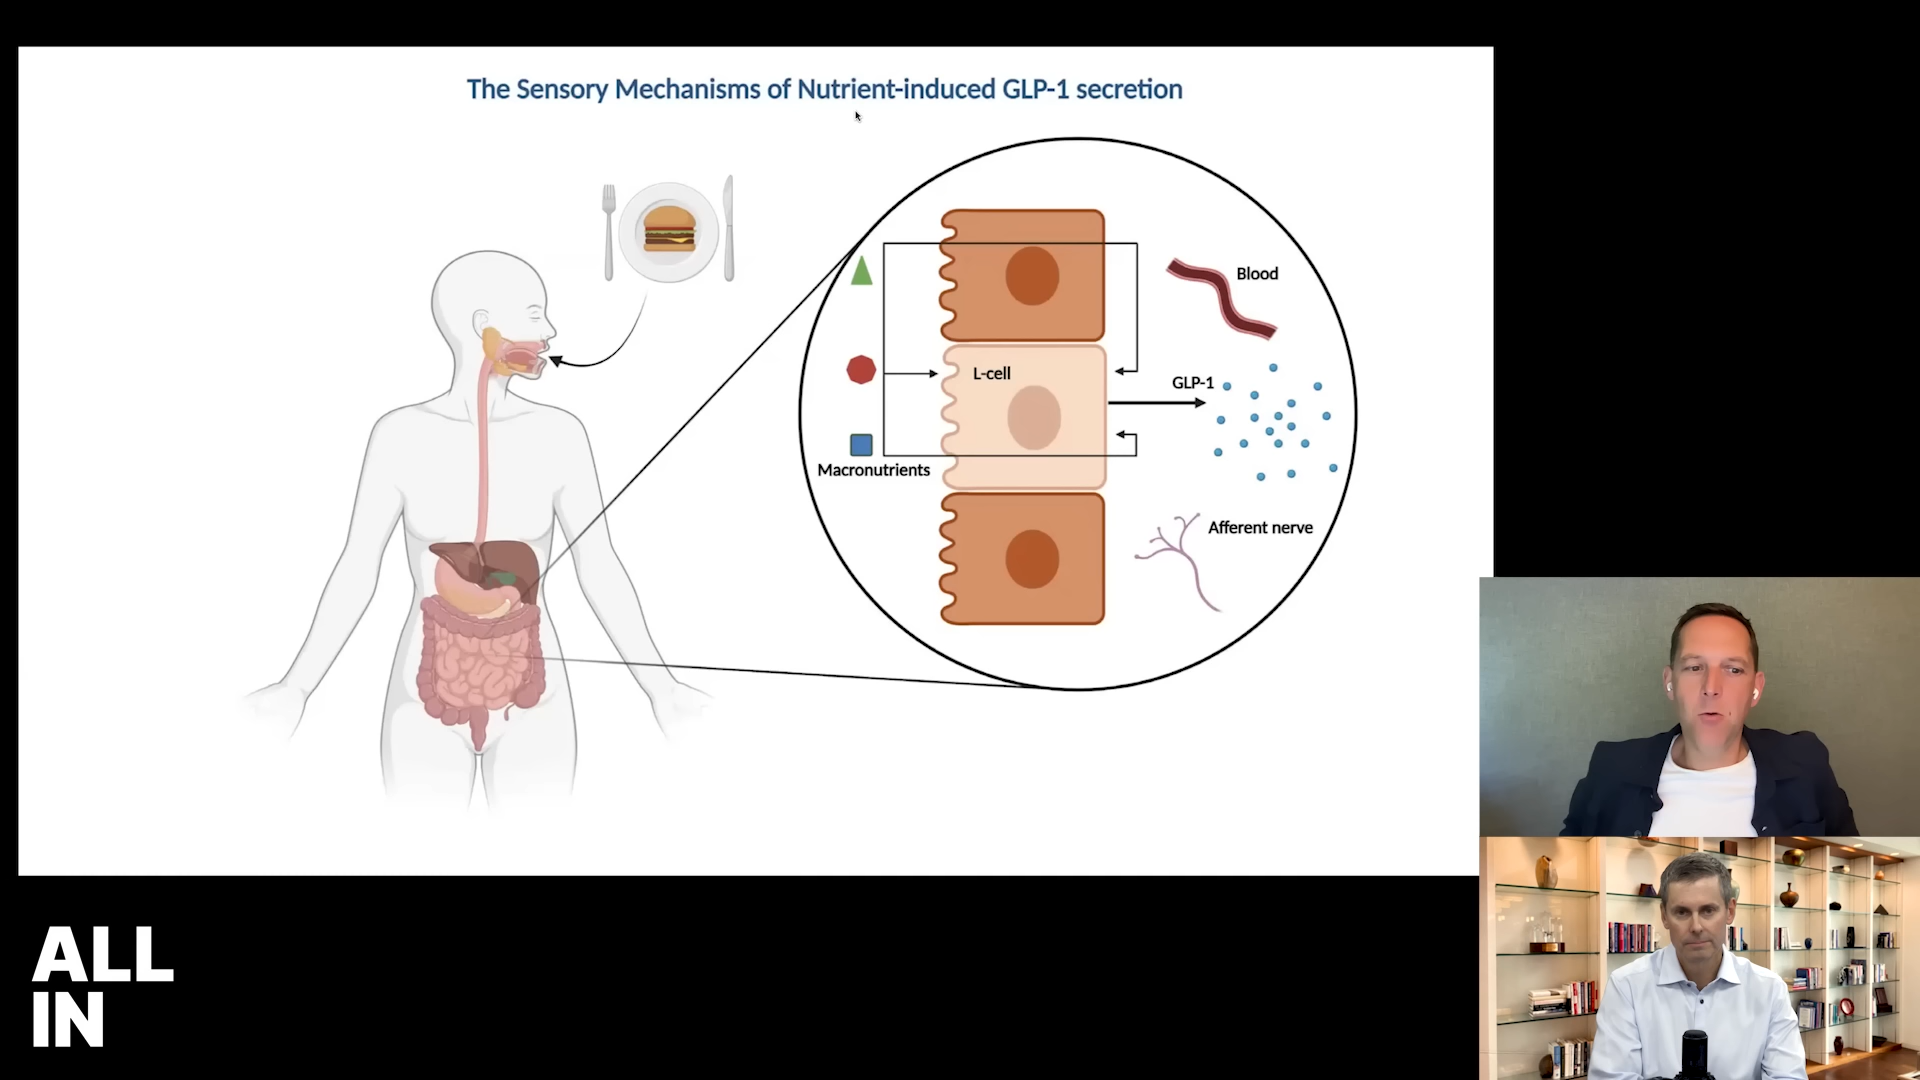 The Sensory Mechanisms of Nutrient-induced GLP-1 secretion
Blood
L-cell
GLP-1
Macronutrients
Afferent nerve
ALL
IN